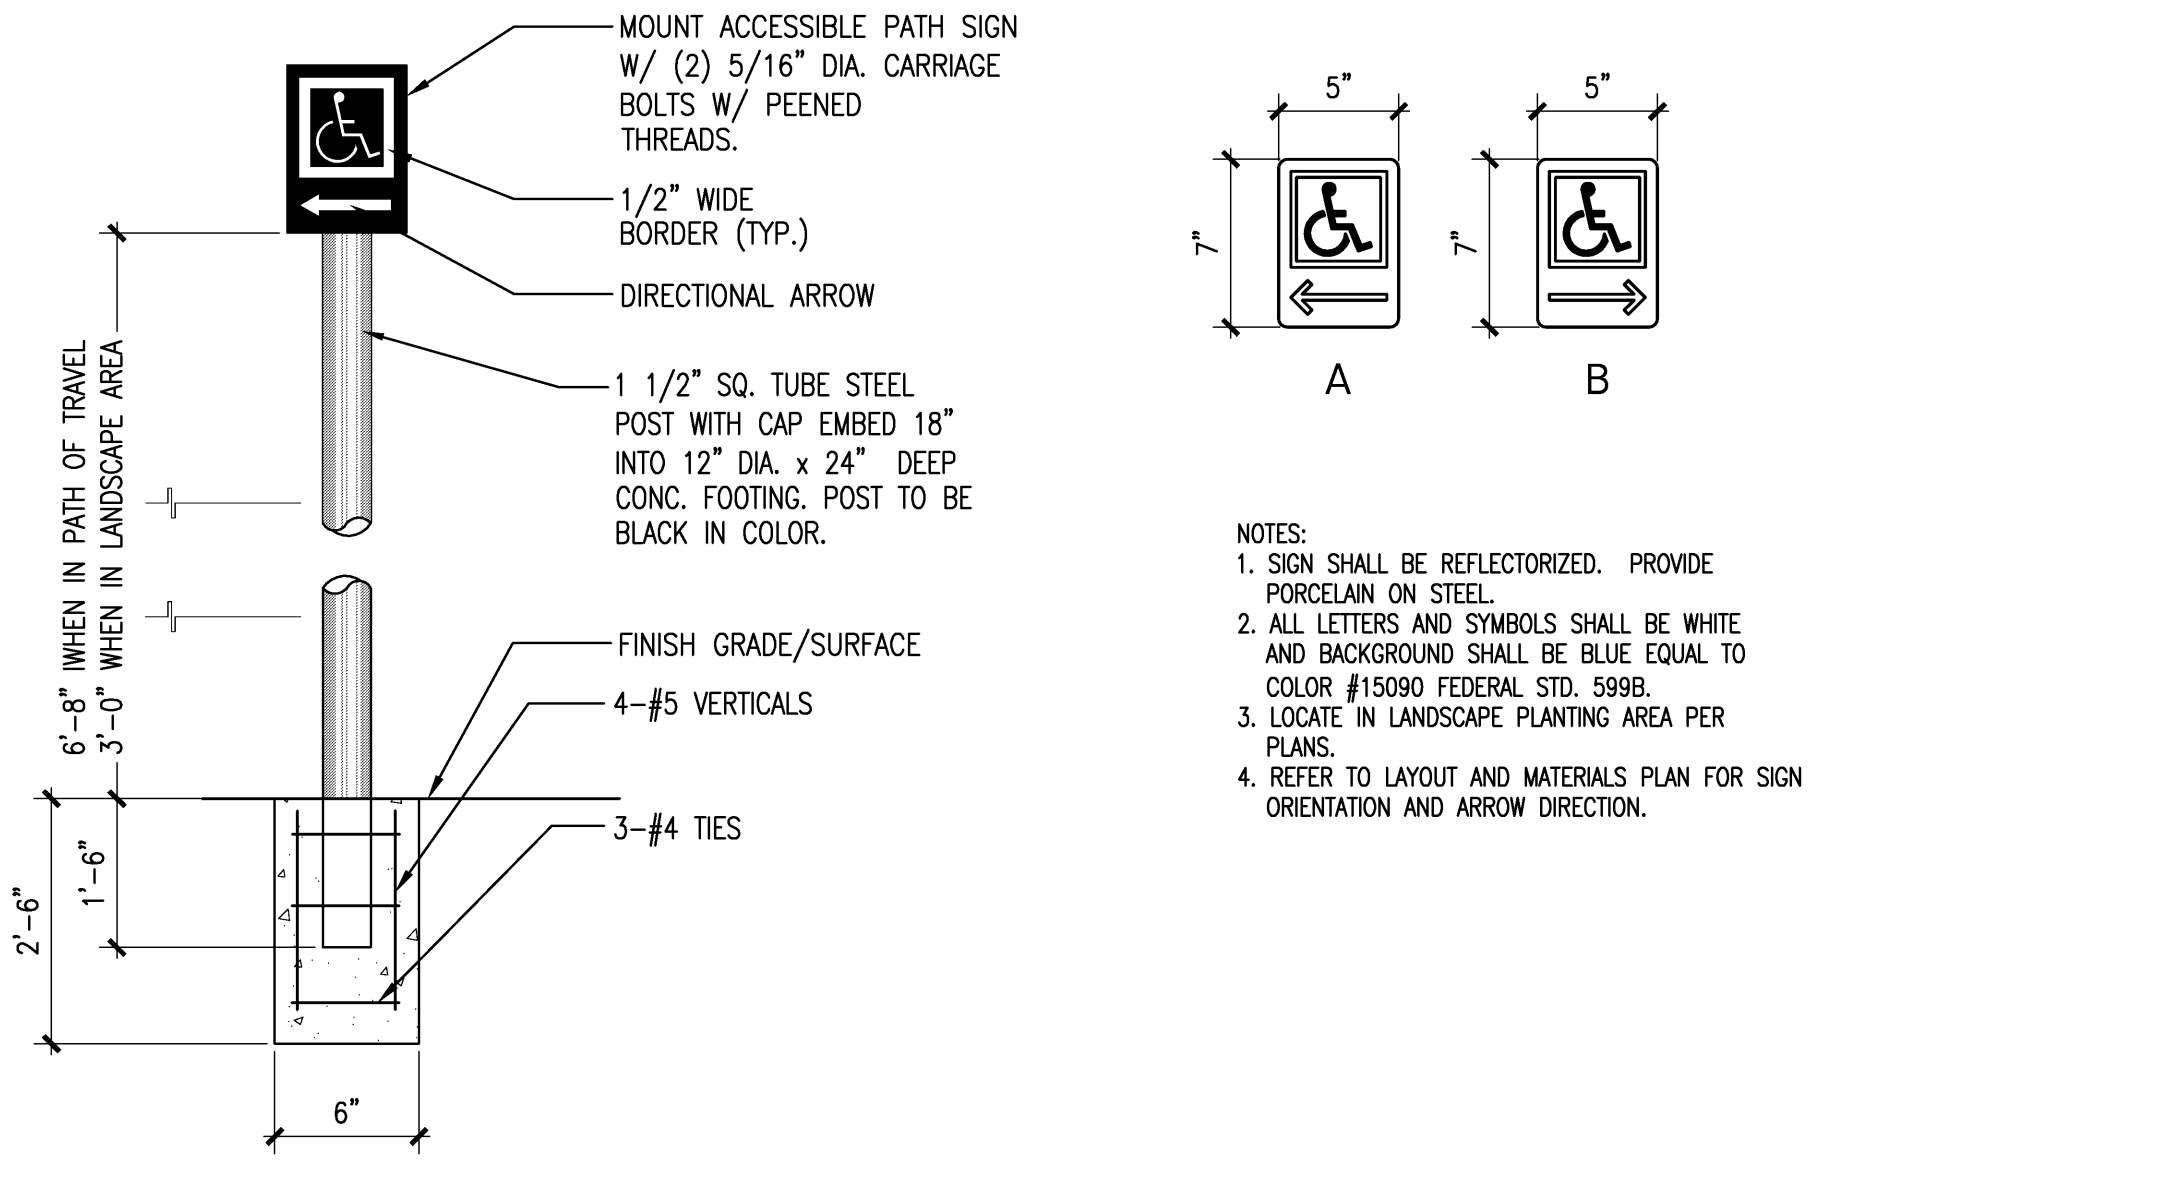 MOUNT ACCESSIBLE PATH SIGN
W/ (2) 5/16" DIA. CARRIAGE
BOLTS W/ PEENED
THREADS.
1/2" WIDE
BORDER (TYP.)
DIRECTIONAL ARROW
1 1/2" SQ. TUBE STEEL
POST WITH CAP EMBED 18"
INTO 12" DIA. x 24" DEEP
CONC. FOOTING. POST TO BE
BLACK IN COLOR.
FINISH GRADE/SURFACE
4-#5 VERTICALS
3-#4 TIES
6'-8" IWHEN IN PATH OF TRAVEL
3'-0" WHEN IN LANDSCAPE AREA
1'-6"
2'-6"
6"
5"
7"
A
5"
7"
B
NOTES:
1. SIGN SHALL BE REFLECTORIZED. PROVIDE
PORCELAIN ON STEEL.
2. ALL LETTERS AND SYMBOLS SHALL BE WHITE
AND BACKGROUND SHALL BE BLUE EQUAL TO
COLOR #15090 FEDERAL STD. 599B.
3. LOCATE IN LANDSCAPE PLANTING AREA PER
PLANS.
4. REFER TO LAYOUT AND MATERIALS PLAN FOR SIGN
ORIENTATION AND ARROW DIRECTION.